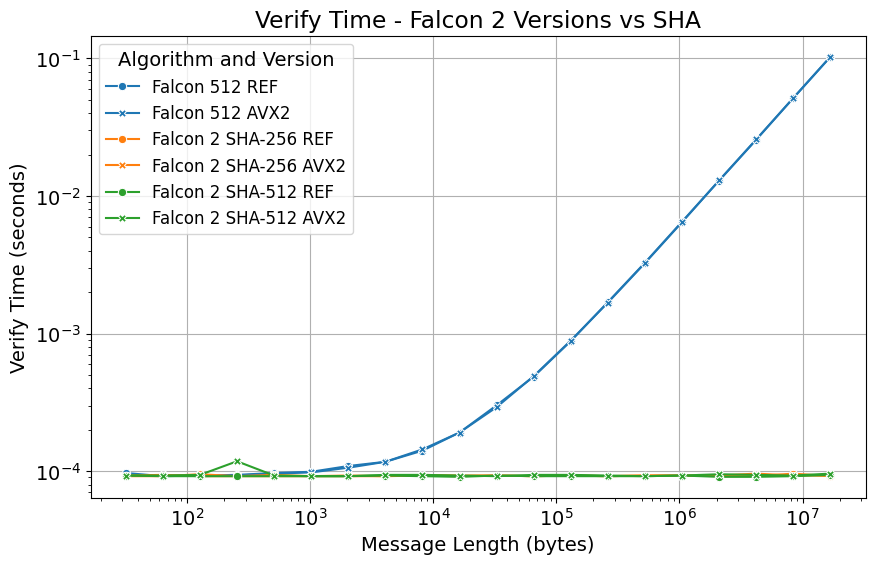 Verify Time - Falcon 2 Versions vs SHA
Algorithm and Version
Falcon 512 REF
Falcon 512 AVX2
Falcon 2 SHA-256 REF
Falcon 2 SHA-256 AVX2
Falcon 2 SHA-512 REF
Falcon 2 SHA-512 AVX2
Verify Time (seconds)
10⁻¹
10⁻²
10⁻³
10⁻⁴
10² 10³ 10⁴ 10⁵ 10⁶ 10⁷
Message Length (bytes)